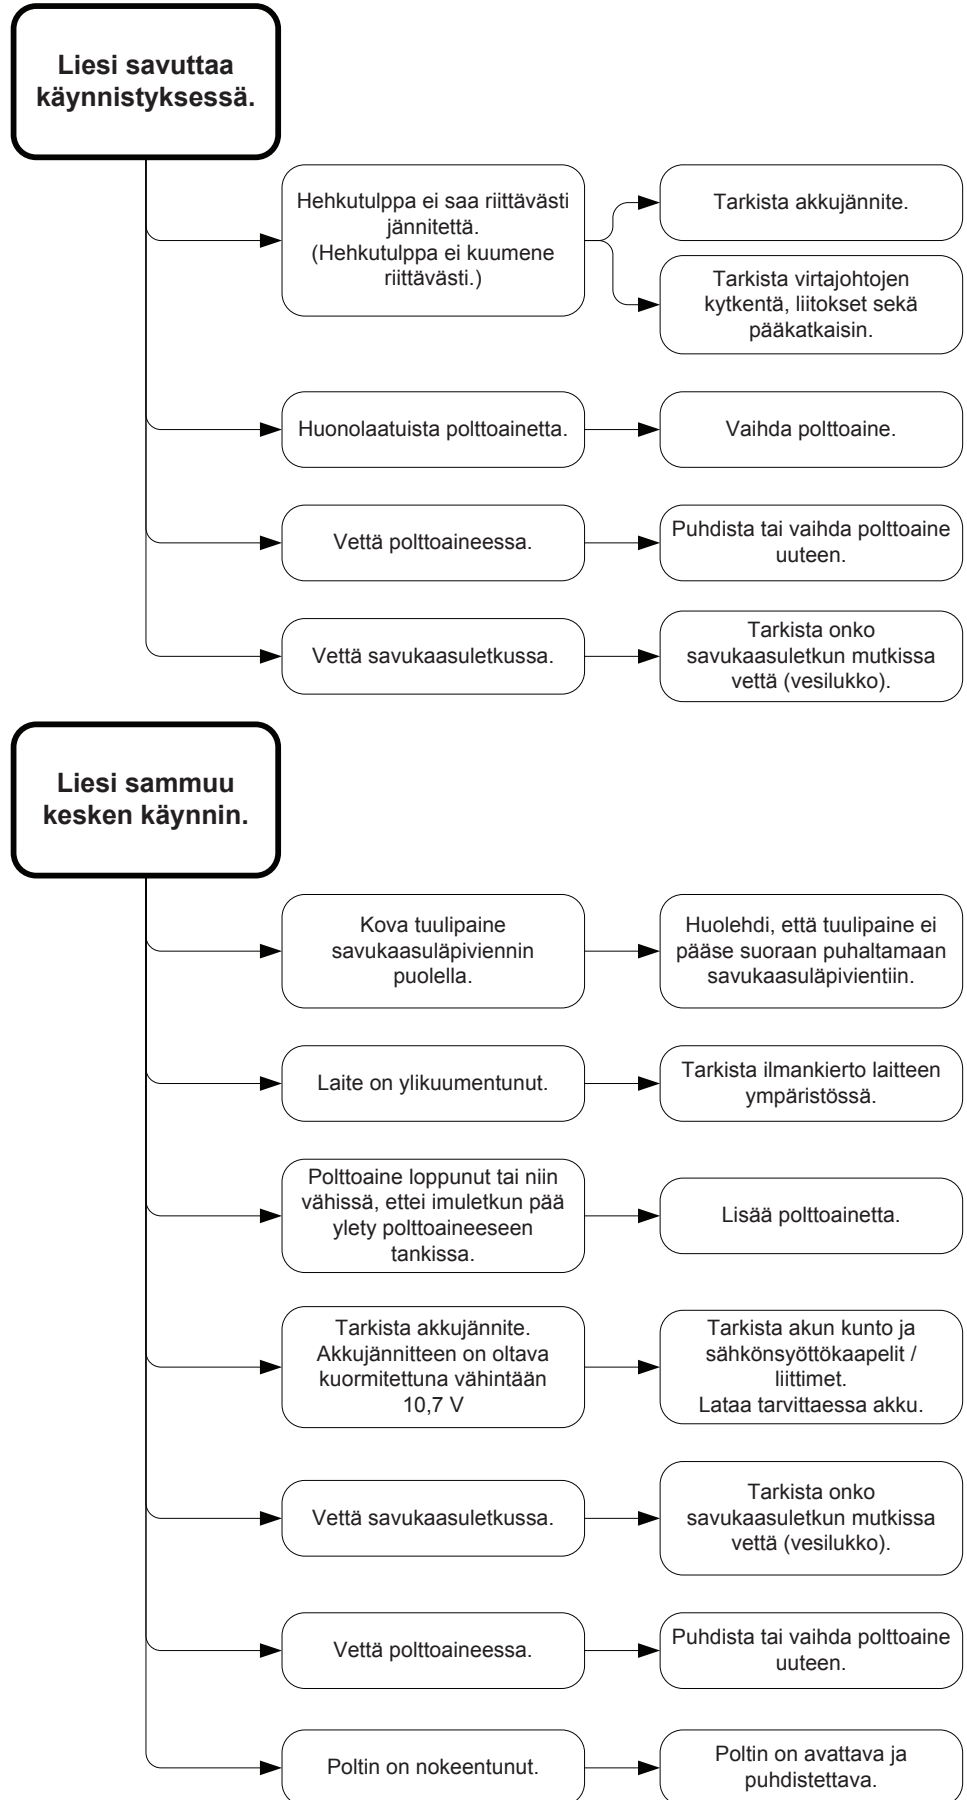 Liesi savuttaa
käynnistyksessä.
Hehkutulppa ei saa riittävästi
jännitettä.
(Hehkutulppa ei kuumene
riittävästi.)
Tarkista akkujännite.
Tarkista virtajohtojen
kytkentä, liitokset sekä
pääkatkaisin.
Huonolaatuista polttoainetta.
Vaihda polttoaine.
Vettä polttoaineessa.
Puhdista tai vaihda polttoaine
uuteen.
Vettä savukaasuletkussa.
Tarkista onko
savukaasuletkun mutkissa
vettä (vesilukko).
Liesi sammuu
kesken käynnin.
Kova tuulipaine
savukaasuläpiviennin
puolella.
Huolehdi, että tuulipaine ei
pääse suoraan puhaltamaan
savukaasuläpivientiin.
Laite on ylikuumentunut.
Tarkista ilmankierto laitteen
ympäristössä.
Polttoaine loppunut tai niin
vähissä, ettei imuletkun pää
ylety polttoaineeseen
tankissa.
Lisää polttoainetta.
Tarkista akkujännite.
Akkujännitteen on oltava
kuormitettuna vähintään
10,7 V
Tarkista akun kunto ja
sähkönsyöttökaapelit /
liittimet.
Lataa tarvittaessa akku.
Vettä savukaasuletkussa.
Tarkista onko
savukaasuletkun mutkissa
vettä (vesilukko).
Vettä polttoaineessa.
Puhdista tai vaihda polttoaine
uuteen.
Poltin on nokeentunut.
Poltin on avattava ja
puhdistettava.